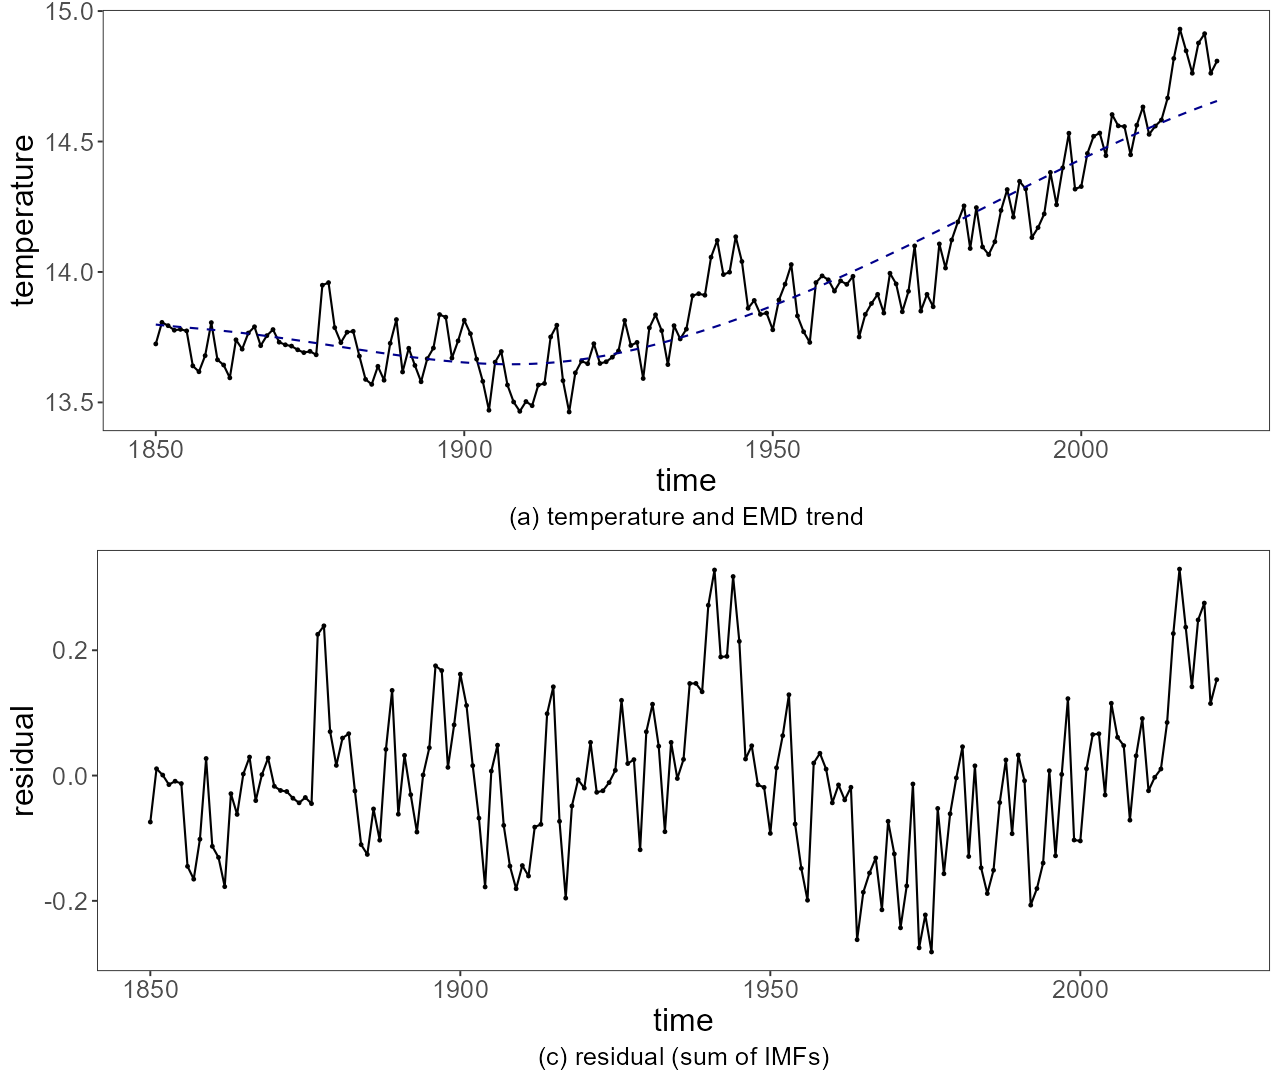 15.0
14.5
14.0
13.5
temperature
1850 1900 1950 2000
time
(a) temperature and EMD trend
0.2
0.0
-0.2
residual
1850 1900 1950 2000
time
(c) residual (sum of IMFs)